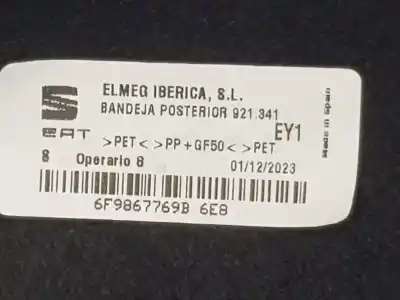 ELMEG IBERICA, S.L.
BANDEJA POSTERIOR 921.341
EY1
SEAT
>PET< >PP+GF50< >PET
8 Operario 8 01/12/2023
6F9867769B 6E8
made in spain